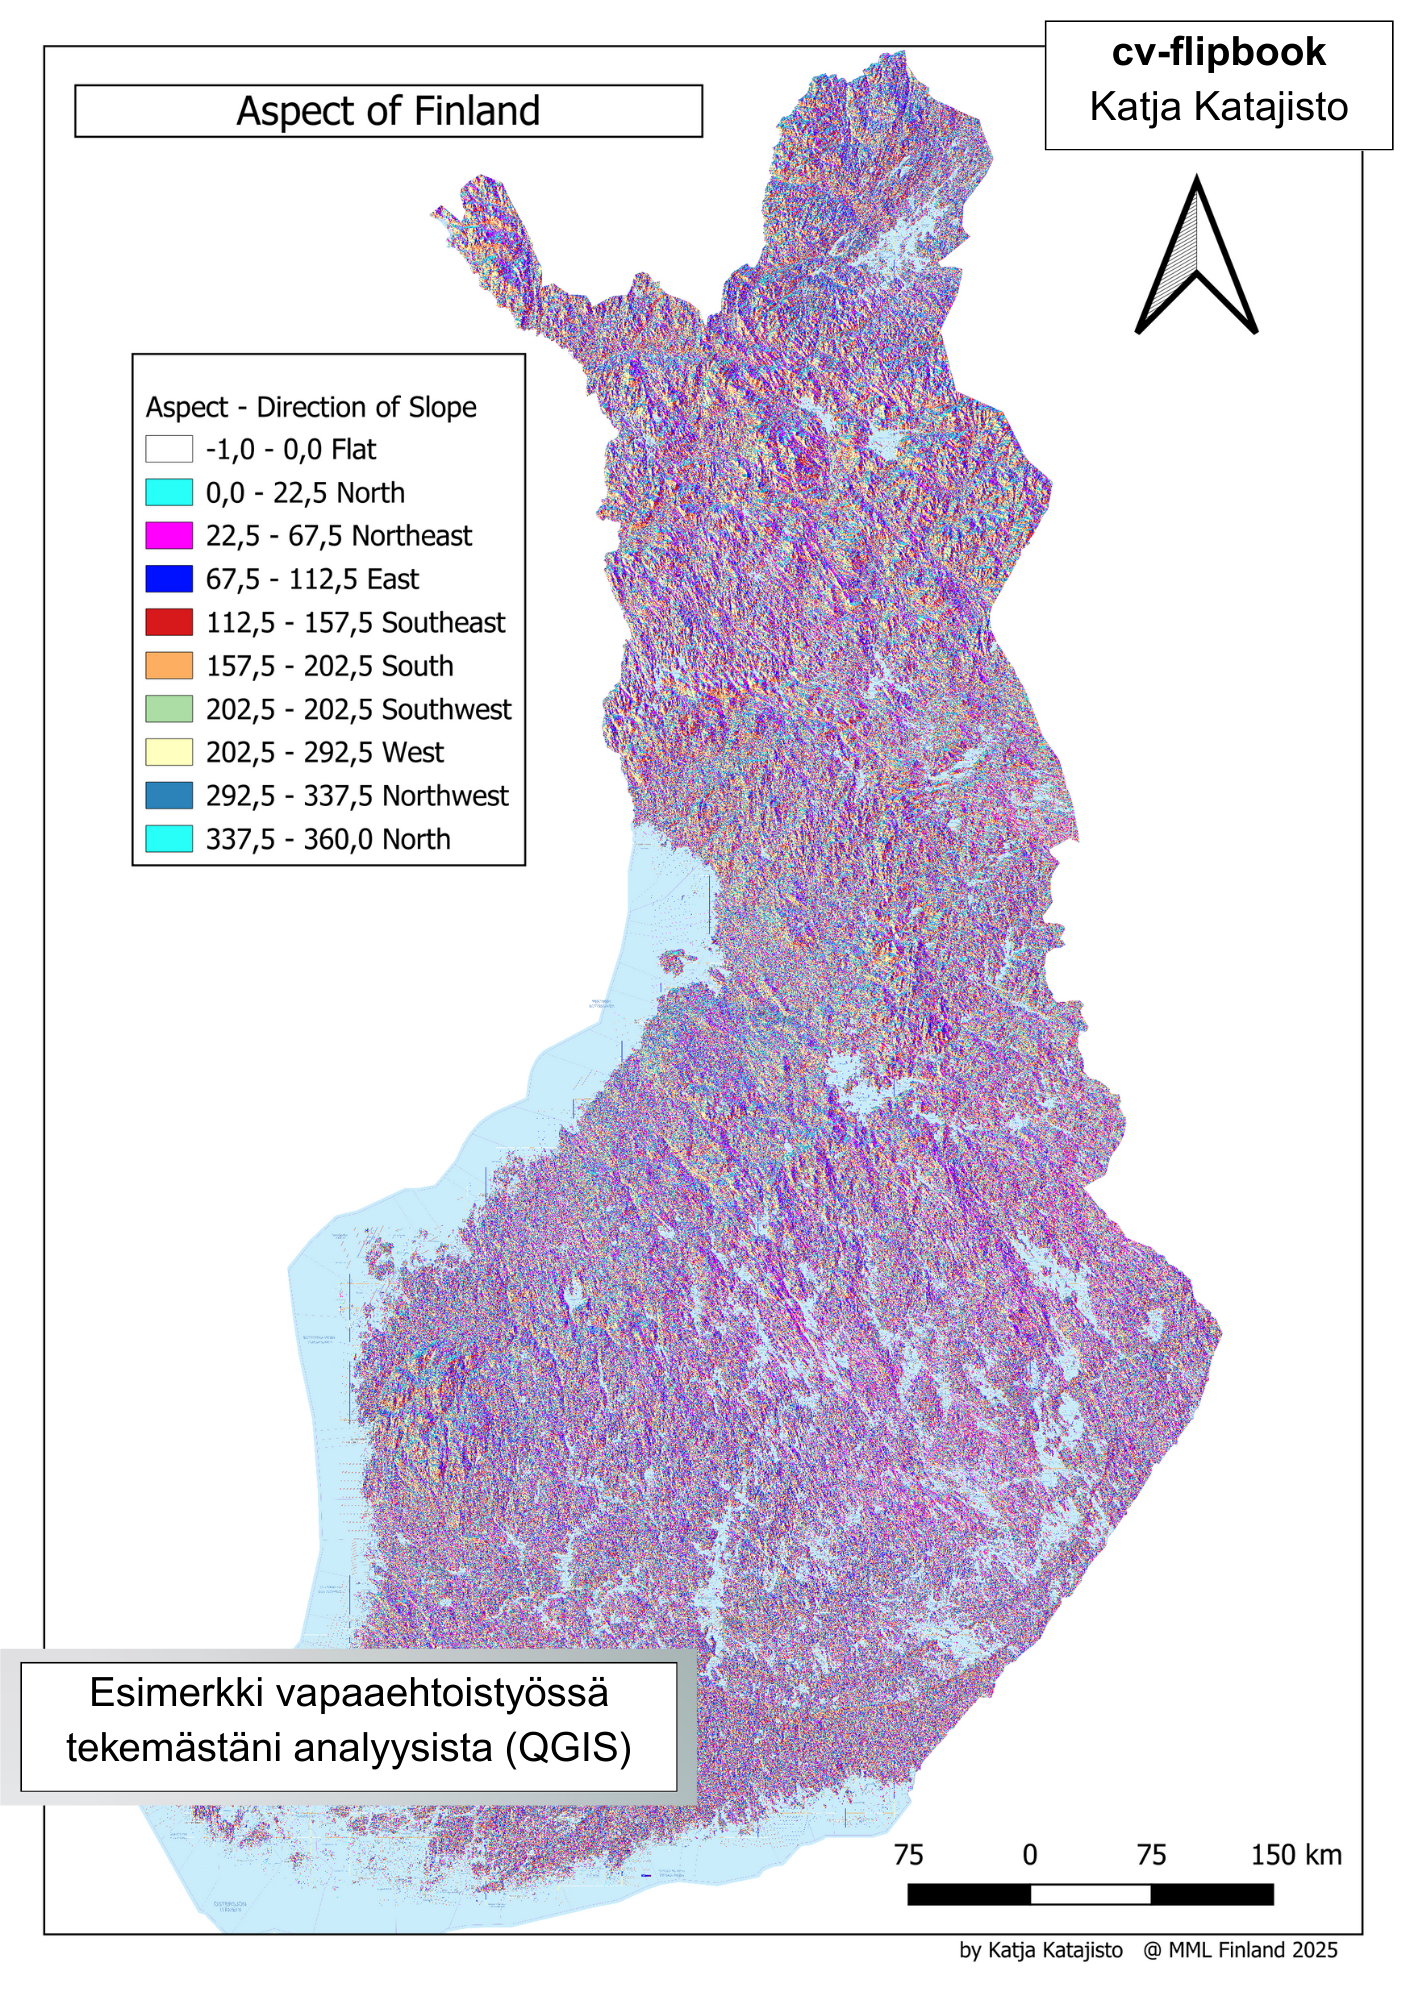 cv-flipbook
Katja Katajisto
Aspect of Finland
Aspect - Direction of Slope
-1,0 - 0,0 Flat
0,0 - 22,5 North
22,5 - 67,5 Northeast
67,5 - 112,5 East
112,5 - 157,5 Southeast
157,5 - 202,5 South
202,5 - 202,5 Southwest
202,5 - 292,5 West
292,5 - 337,5 Northwest
337,5 - 360,0 North
Esimerkki vapaaehtoistyössä
tekemästäni analyysista (QGIS)
75 0 75 150 km
by Katja Katajisto @ MML Finland 2025